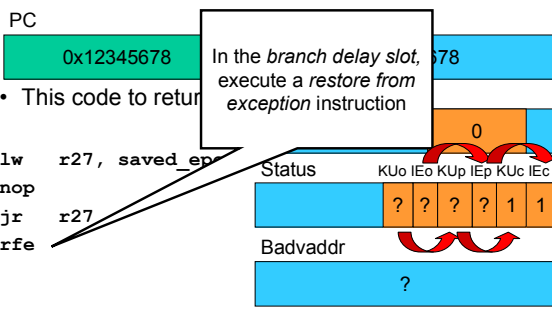 PC
0x12345678
678
In the branch delay slot,
execute a restore from
exception instruction
• This code to retur
0
lw r27, saved_epc
nop
jr r27
rfe
Status
KUo IEo KUp IEp KUc IEc
? ? ? ? 1 1
Badvaddr
?